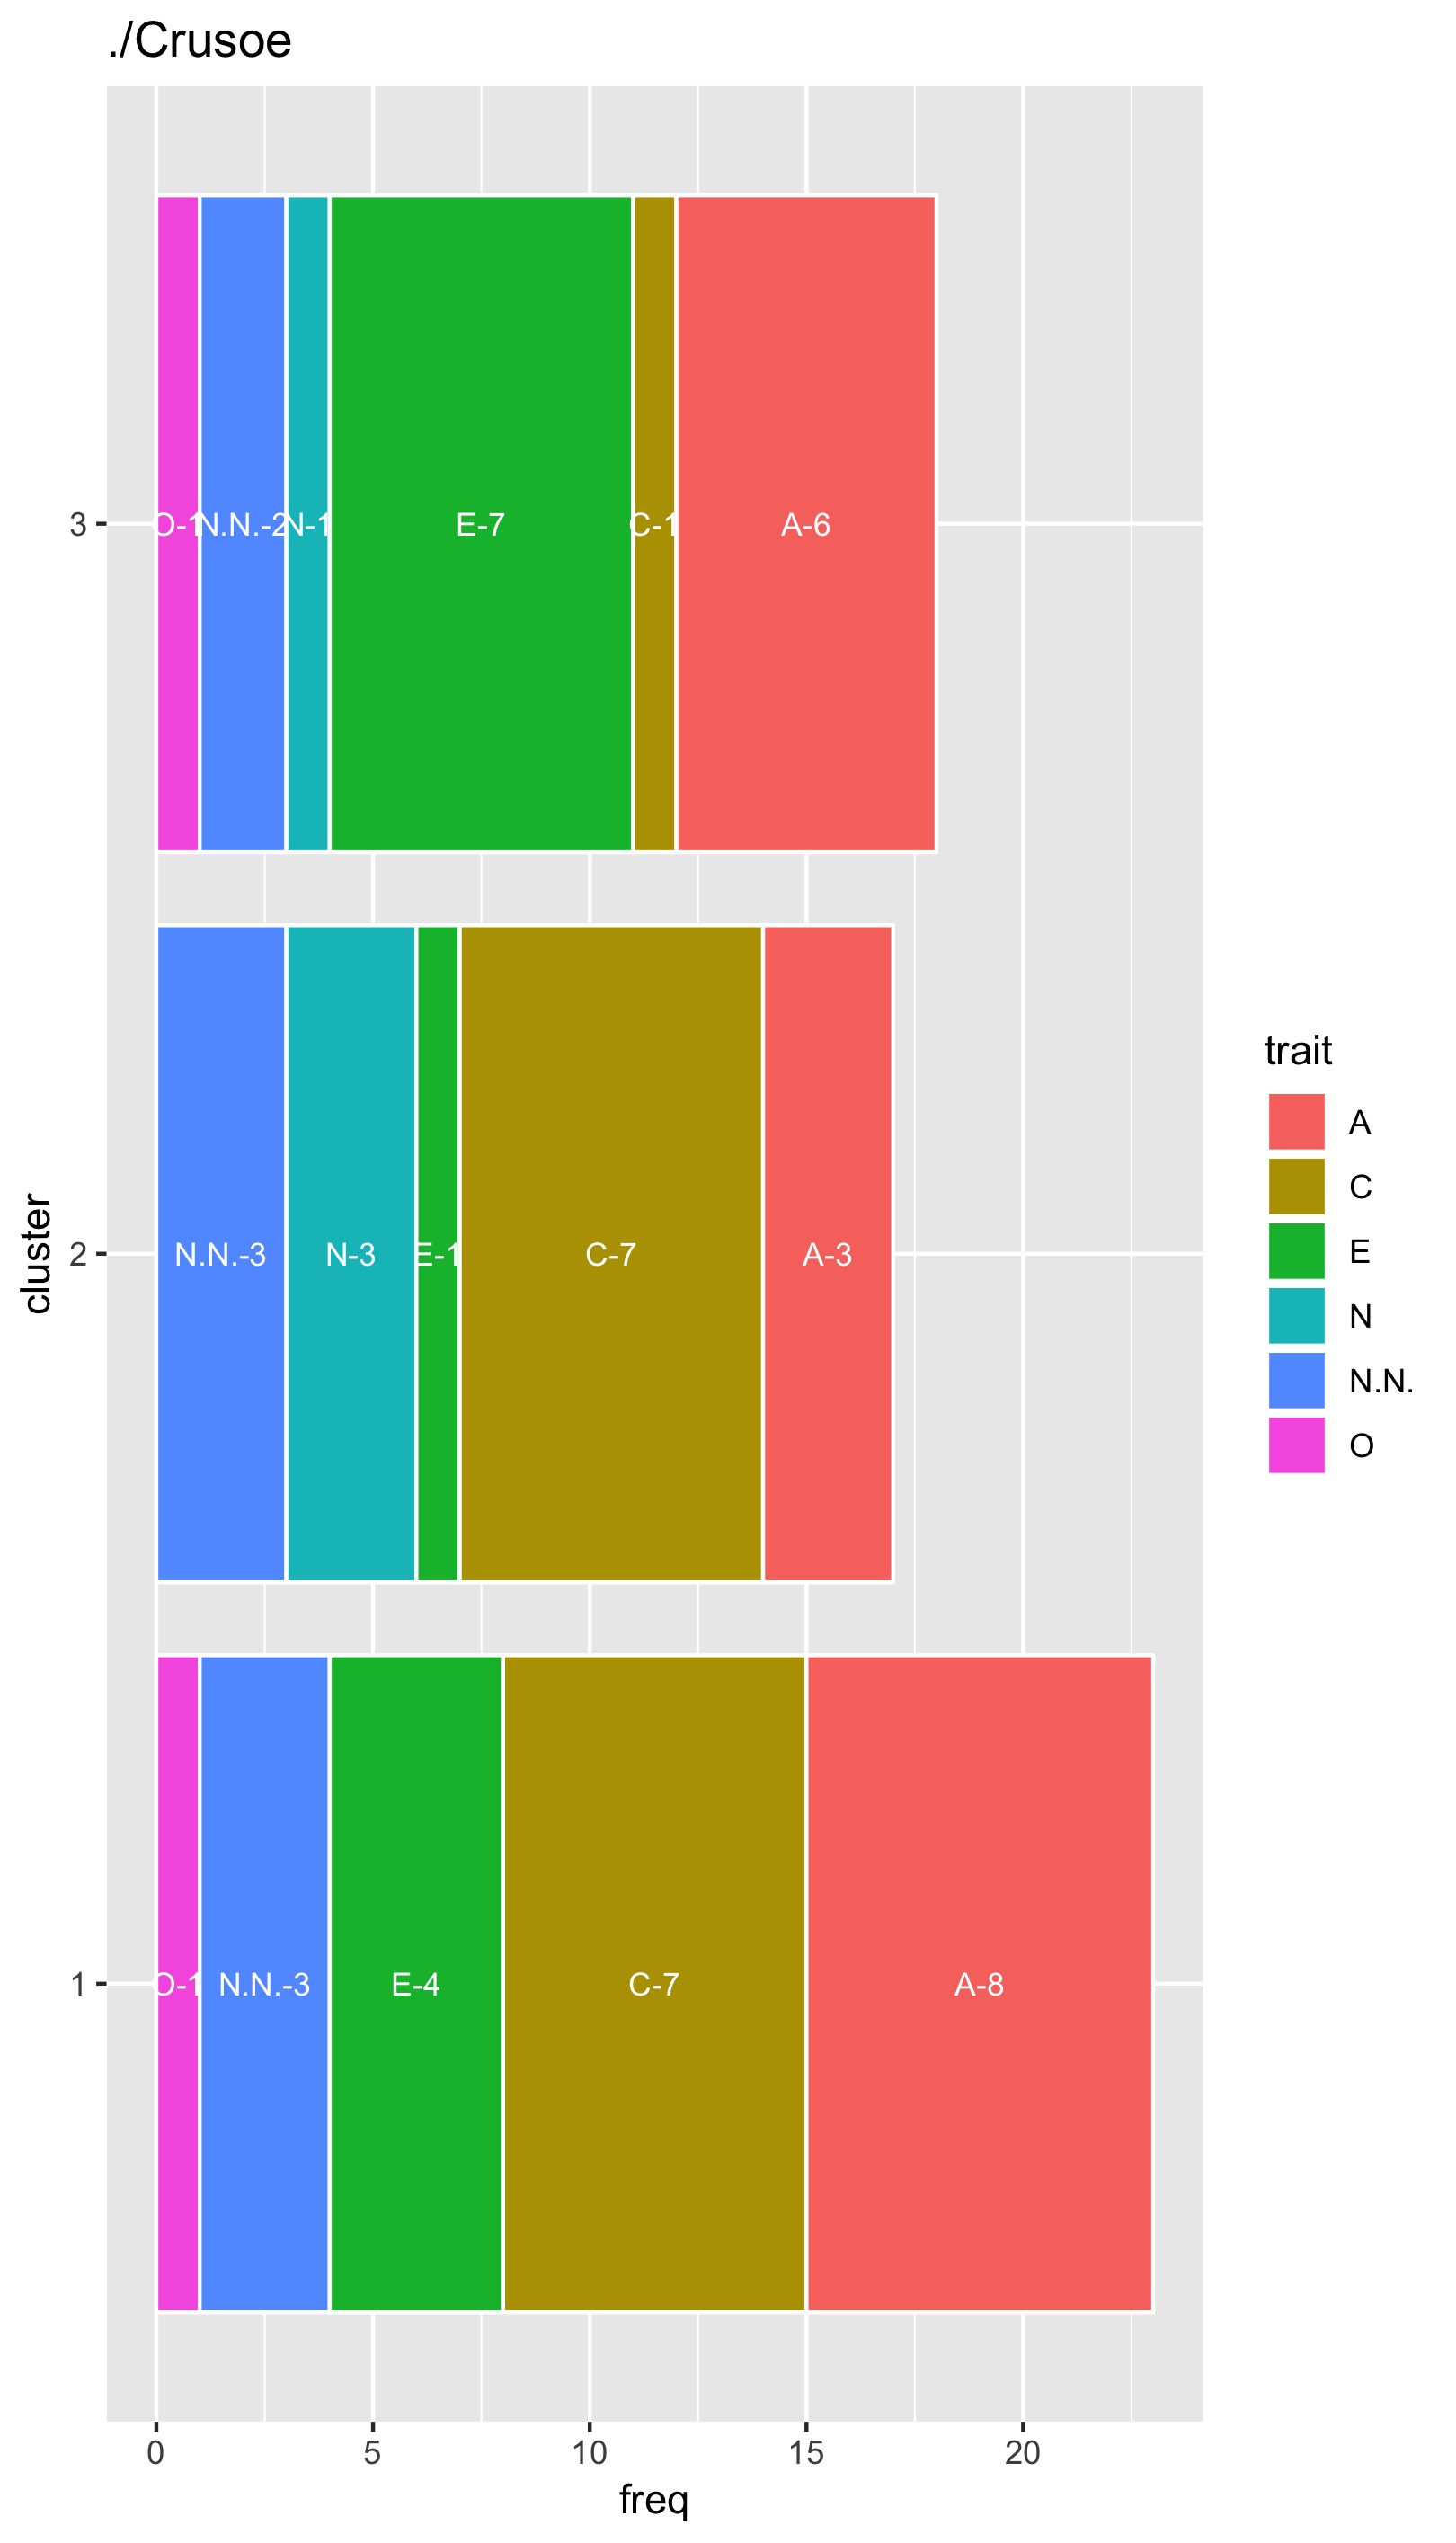 ./Crusoe
3
O-1 N.N.-2 N-1 E-7 C-1 A-6
cluster
2
N.N.-3 N-3 E-1 C-7 A-3
1
O-1 N.N.-3 E-4 C-7 A-8
0 5 10 15 20
freq
trait
A
C
E
N
N.N.
O